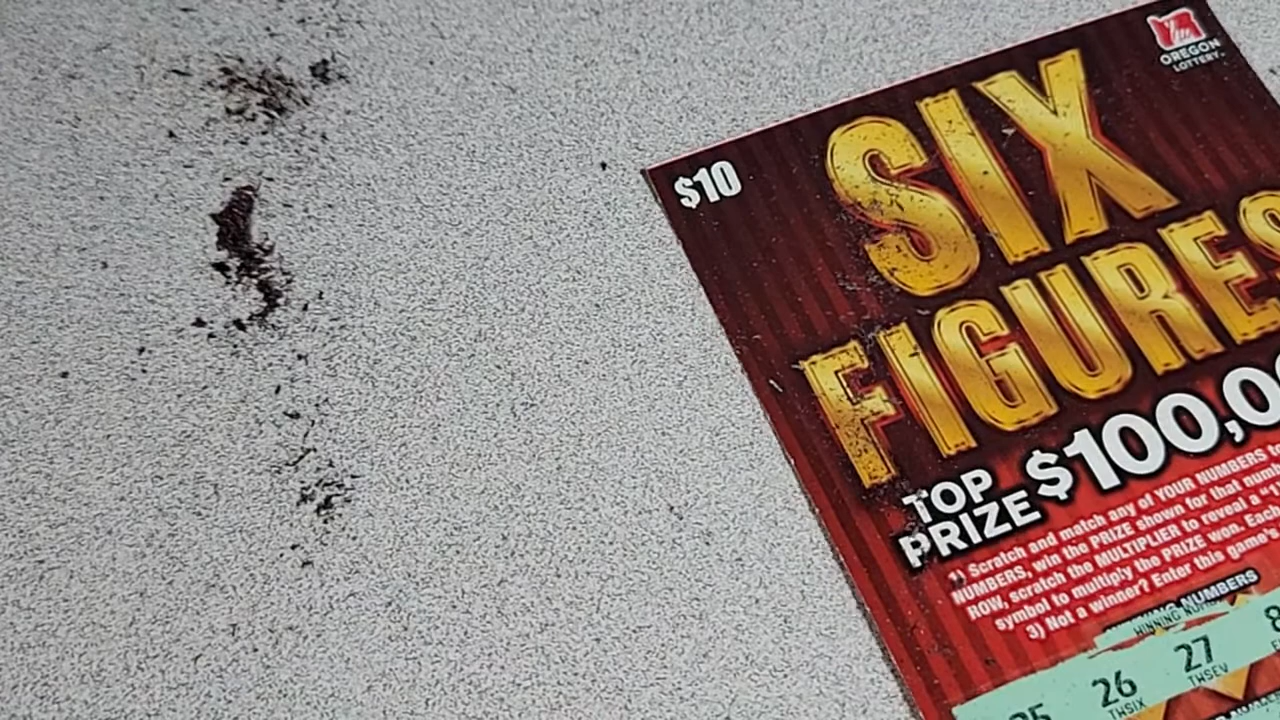 OREGON
LOTTERY
$10
SIX
FIGURES
TOP
PRIZE $100,0
1) Scratch and match any of YOUR NUMBERS to
NUMBERS, win the PRIZE shown for that numb
ROW, scratch the MULTIPLIER to reveal a "1
symbol to multiply the PRIZE won. Each
3) Not a winner? Enter this game's
NUMBERS
WINNING
26 27 8
TWSIX TWSEV